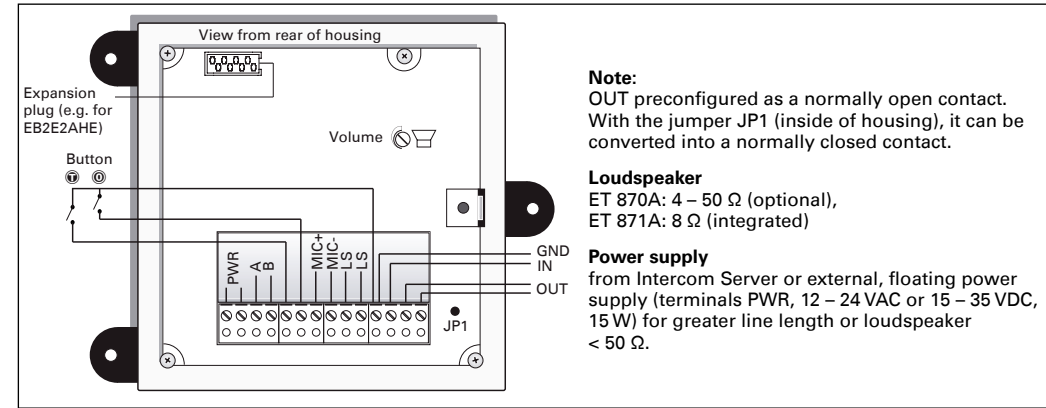 View from rear of housing
Expansion
plug (e.g. for
EB2E2AHE)
Volume
Button
T 0
PWR
A
B
MIC+
MIC-
LS
LS
GND
IN
OUT
JP1
Note:
OUT preconfigured as a normally open contact.
With the jumper JP1 (inside of housing), it can be
converted into a normally closed contact.
Loudspeaker
ET 870A: 4 – 50 Ω (optional),
ET 871A: 8 Ω (integrated)
Power supply
from Intercom Server or external, floating power
supply (terminals PWR, 12 – 24 VAC or 15 – 35 VDC,
15 W) for greater line length or loudspeaker
< 50 Ω.